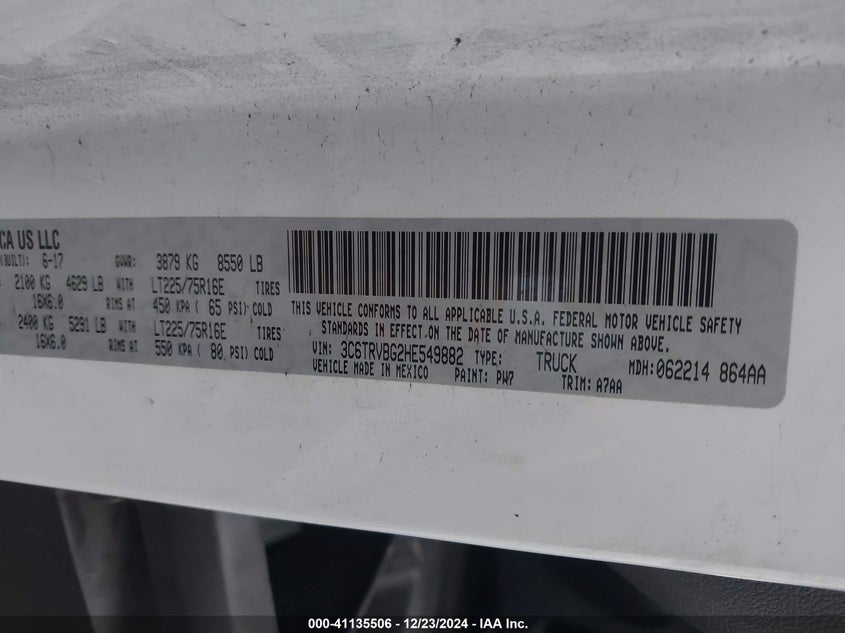 CA US LLC
(BUILT): 6-17 GVWR: 3879 KG 8550 LB
2100 KG 4629 LB WITH LT225/75R16E TIRES
16X6.0 RIMS AT 450 KPA ( 65 PSI) COLD
2400 KG 5291 LB WITH LT225/75R16E TIRES
16X6.0 RIMS AT 550 KPA ( 80 PSI) COLD
THIS VEHICLE CONFORMS TO ALL APPLICABLE U.S.A. FEDERAL MOTOR VEHICLE SAFETY
STANDARDS IN EFFECT ON THE DATE OF MANUFACTURE SHOWN ABOVE.
VIN: 3C6TRVBG2HE549882 TYPE: TRUCK MDH: 062214 864AA
VEHICLE MADE IN MEXICO PAINT: PW7 TRIM: A7AA
000-41135506 - 12/23/2024 - IAA Inc.